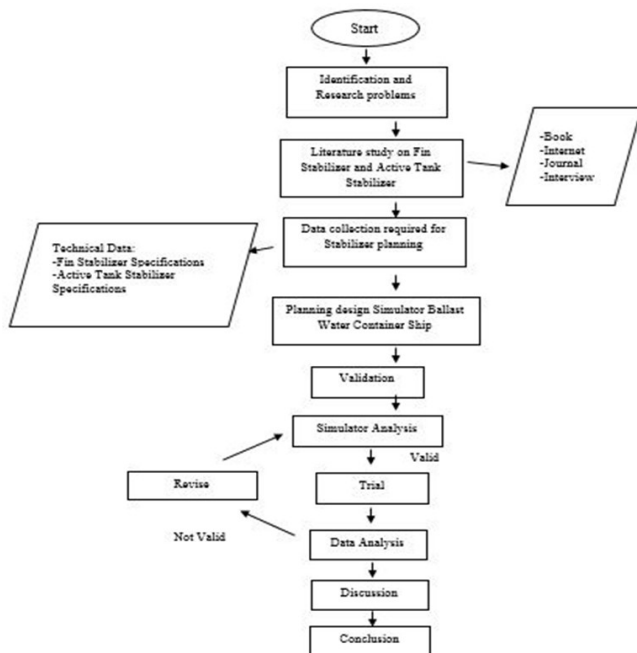 Start
Identification and
Research problems
Literature study on Fin
Stabilizer and Active Tank
Stabilizer
-Book
-Internet
-Journal
-Interview
Data collection required for
Stabilizer planning
Technical Data:
-Fin Stabilizer Specifications
-Active Tank Stabilizer
Specifications
Planning design Simulator Ballast
Water Container Ship
Validation
Simulator Analysis
Valid
Revise
Trial
Not Valid
Data Analysis
Discussion
Conclusion